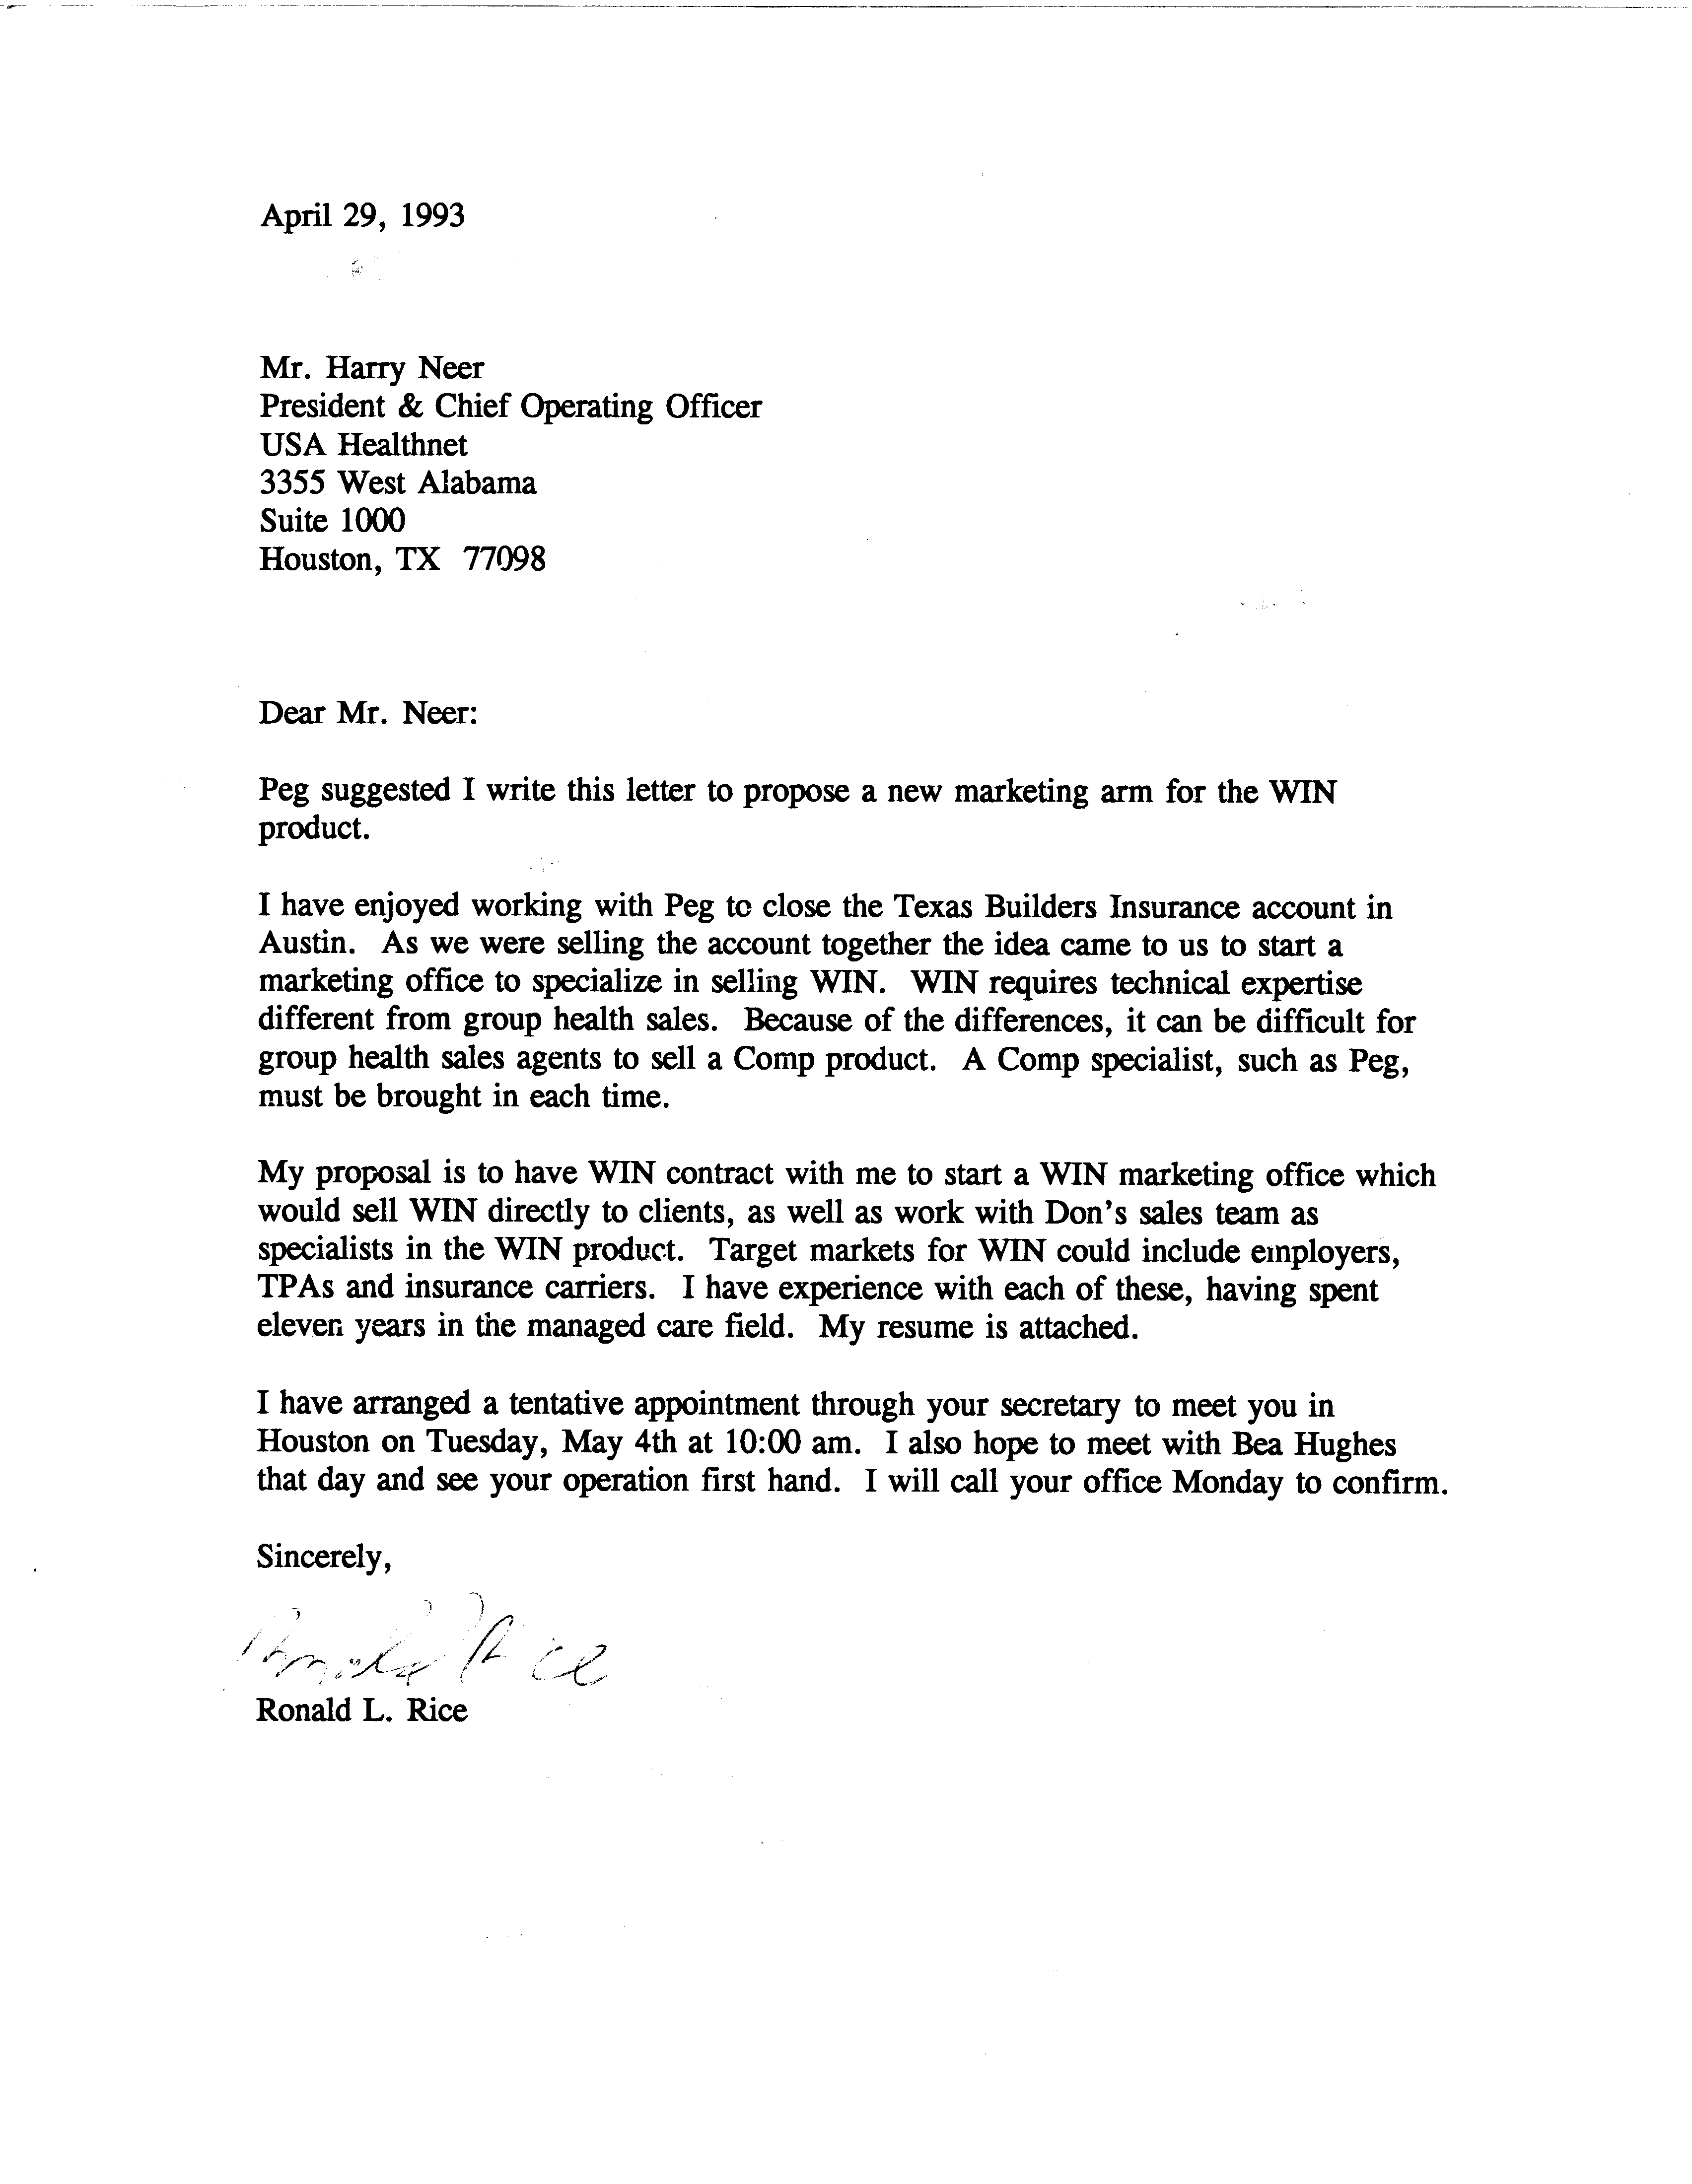 April 29, 1993
Mr. Harry Neer
President & Chief Operating Officer
USA Healthnet
3355 West Alabama
Suite 1000
Houston, TX 77098
Dear Mr. Neer:
Peg suggested I write this letter to propose a new marketing arm for the WIN
product.
I have enjoyed working with Peg to close the Texas Builders Insurance account in
Austin. As we were selling the account together the idea came to us to start a
marketing office to specialize in selling WIN. WIN requires technical expertise
different from group health sales. Because of the differences, it can be difficult for
group health sales agents to sell a Comp product. A Comp specialist, such as Peg,
must be brought in each time.
My proposal is to have WIN contract with me to start a WIN marketing office which
would sell WIN directly to clients, as well as work with Don's sales team as
specialists in the WIN product. Target markets for WIN could include employers,
TPAs and insurance carriers. I have experience with each of these, having spent
eleven years in the managed care field. My resume is attached.
I have arranged a tentative appointment through your secretary to meet you in
Houston on Tuesday, May 4th at 10:00 am. I also hope to meet with Bea Hughes
that day and see your operation first hand. I will call your office Monday to confirm.
Sincerely,
Ronald Rice
Ronald L. Rice